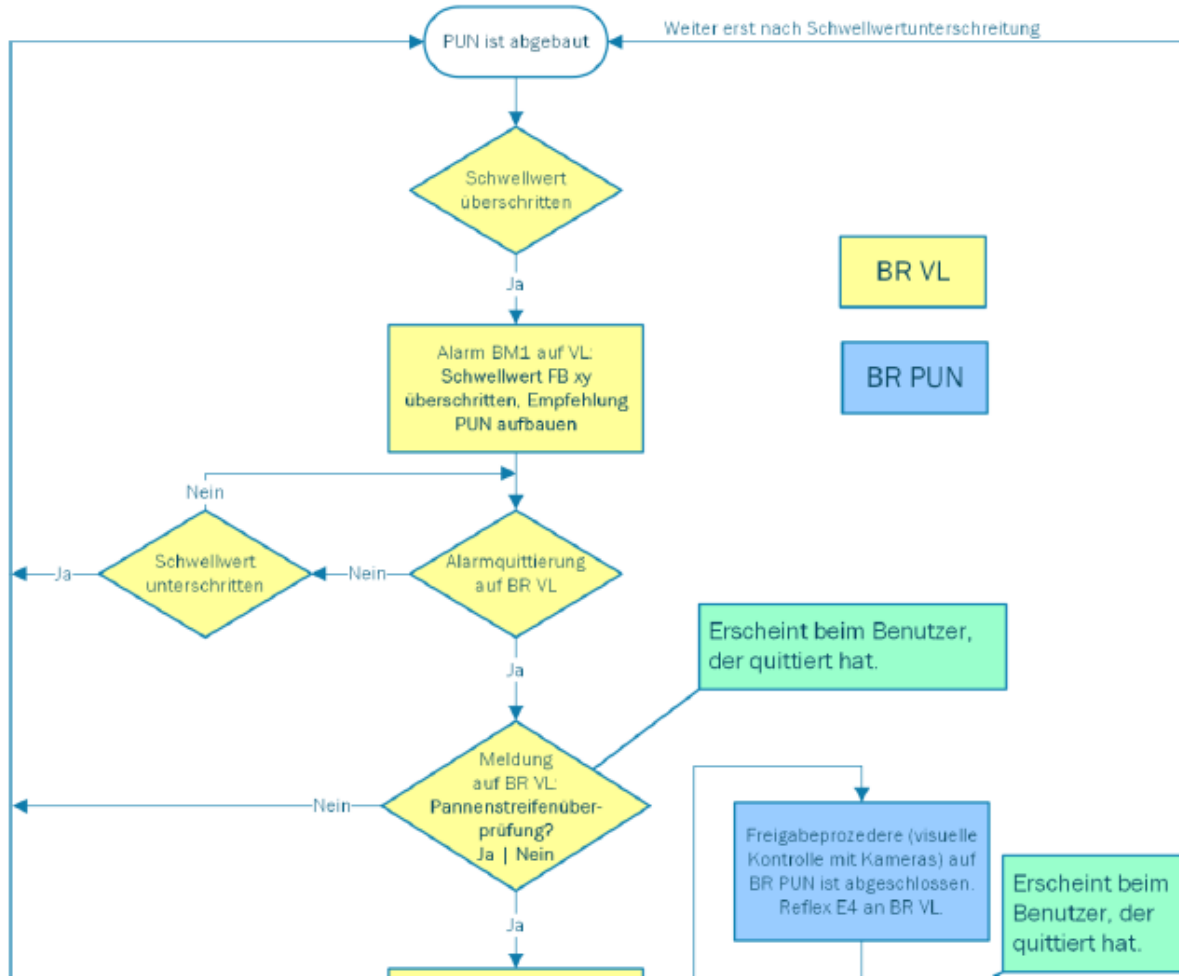 PUN ist abgebaut
Weiter erst nach Schwellwertunterschreitung
Schwellwert
überschritten
Ja
BR VL
BR PUN
Alarm BM1 auf VL:
Schwellwert FB xy
überschritten, Empfehlung
PUN aufbauen
Nein
Schwellwert
unterschritten
Ja
Nein
Alarmquittierung
auf BR VL
Ja
Erscheint beim Benutzer,
der quittiert hat.
Meldung
auf BR VL:
Pannenstreifenüber-
prüfung?
Ja | Nein
Nein
Ja
Freigabeprozedere (visuelle
Kontrolle mit Kameras) auf
BR PUN ist abgeschlossen.
Reflex E4 an BR VL.
Erscheint beim
Benutzer, der
quittiert hat.